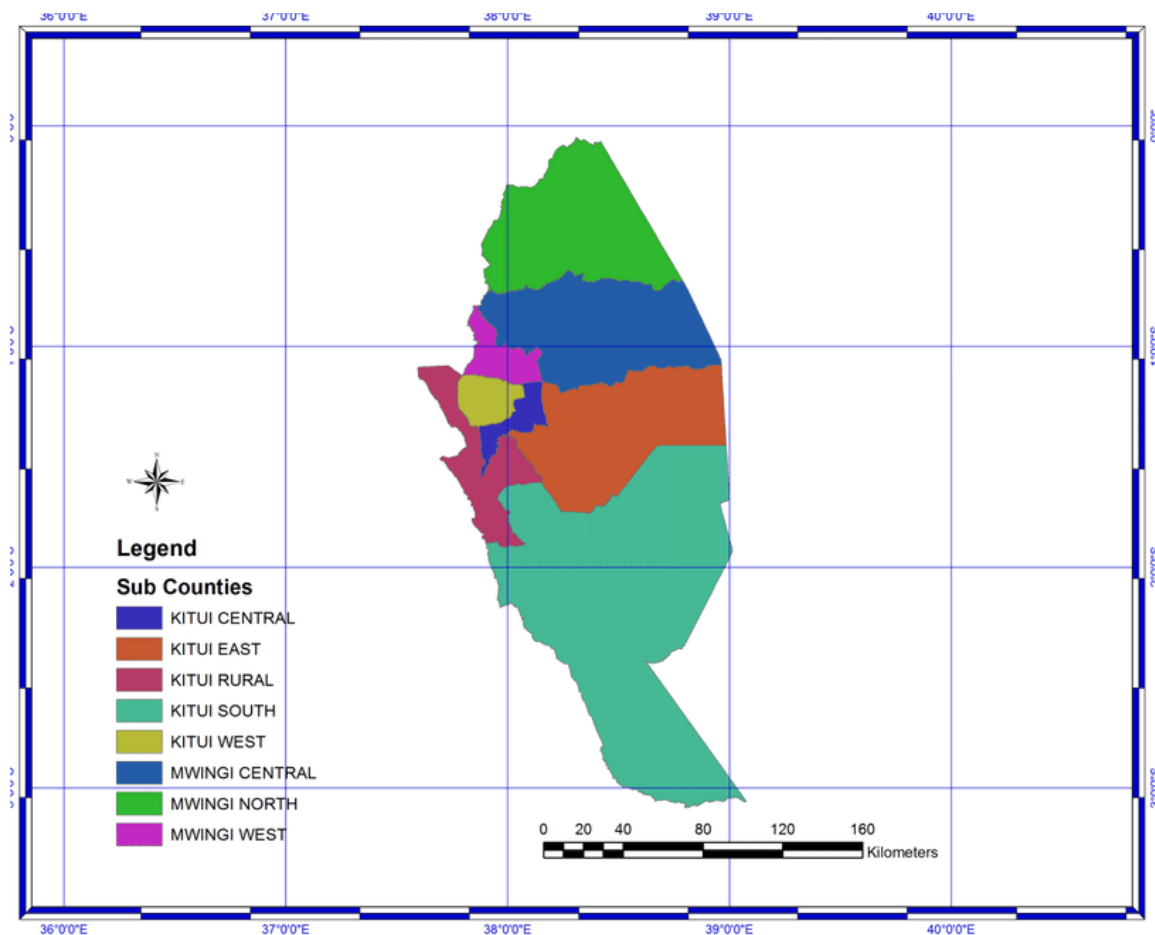 36°0'0"E 37°0'0"E 38°0'0"E 39°0'0"E 40°0'0"E
N
W E
S
Legend
Sub Counties
KITUI CENTRAL
KITUI EAST
KITUI RURAL
KITUI SOUTH
KITUI WEST
MWINGI CENTRAL
MWINGI NORTH
MWINGI WEST
0 20 40 80 120 160
Kilometers
36°0'0"E 37°0'0"E 38°0'0"E 39°0'0"E 40°0'0"E